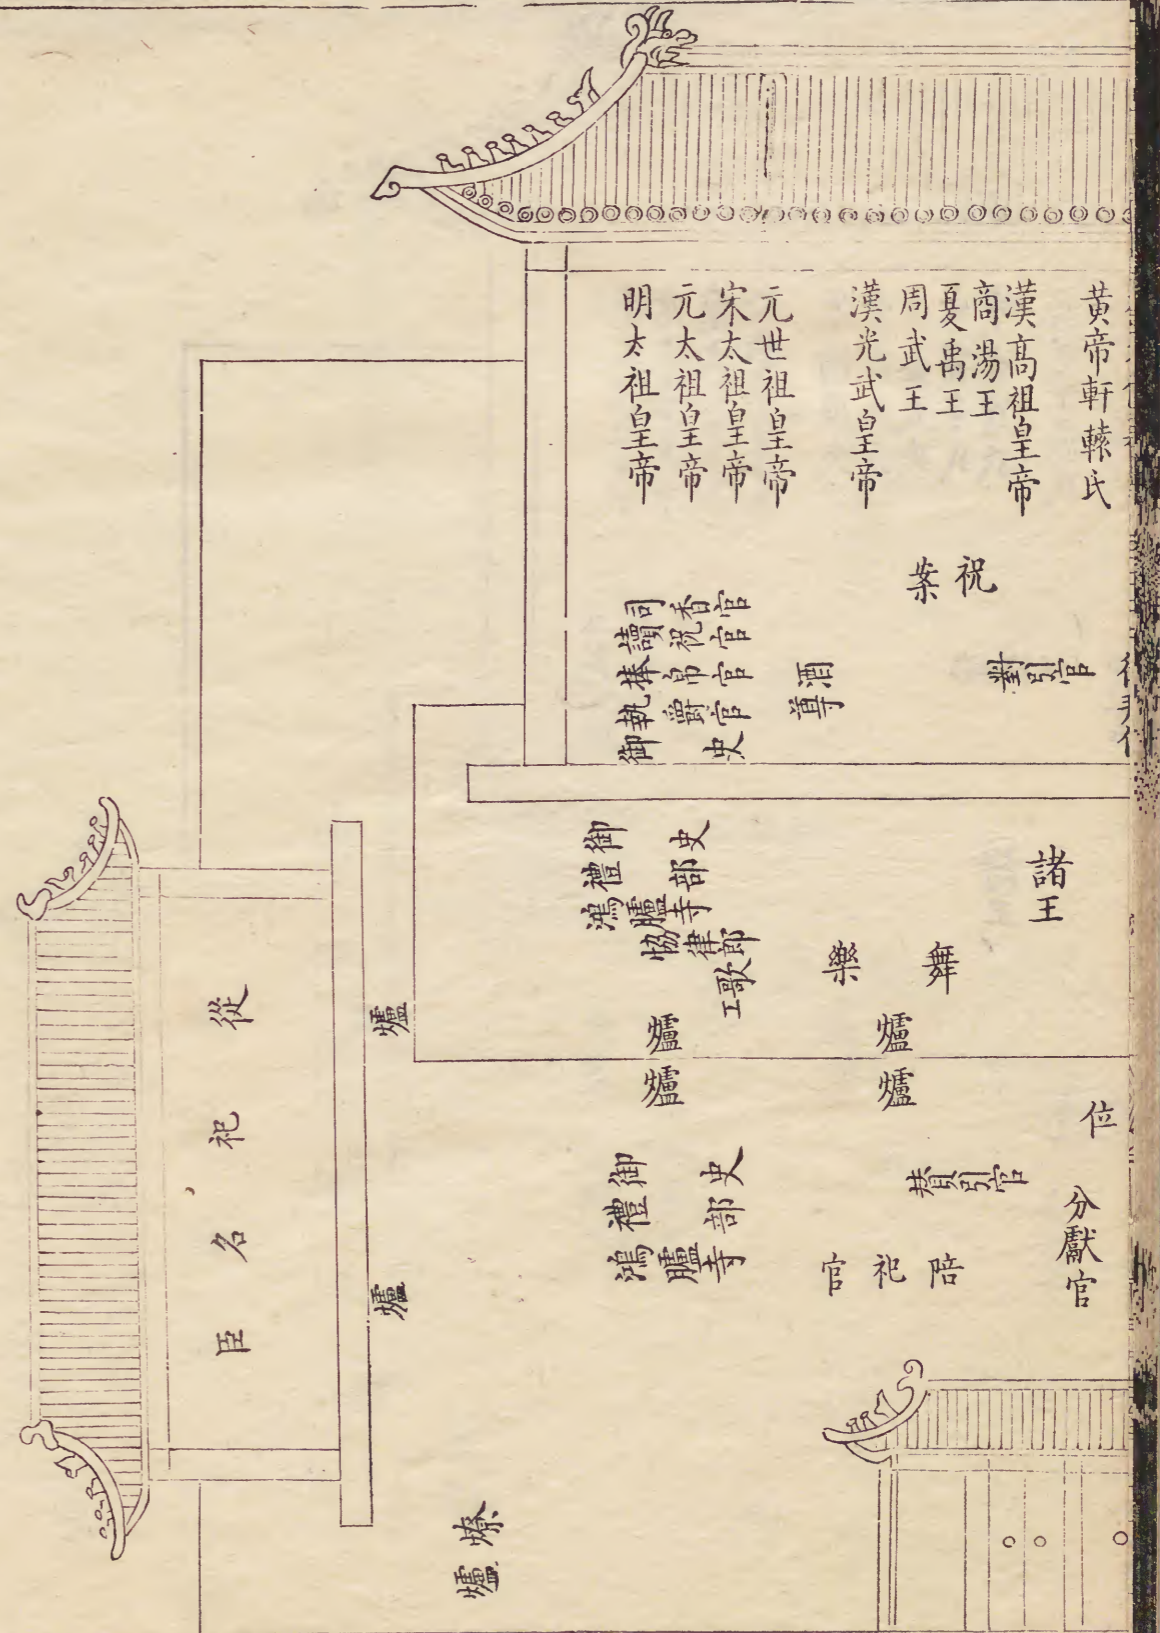 黄帝軒轅氏
漢高祖皇帝
商湯王
夏禹王
周武王
漢光武皇帝
元世祖皇帝
宋太祖皇帝
元太祖皇帝
明太祖皇帝
祝案
對引官
酒尊
司香官
讀祝官
捧帛官
執爵官
御史
諸王
舞
樂
御史
禮部
鴻臚寺
協律郎
歌工
爐
爐
爐
爐
位
分獻官
贊引官
陪祀官
御史
禮部
鴻臚寺
爐
爐
從祀名臣
燎爐